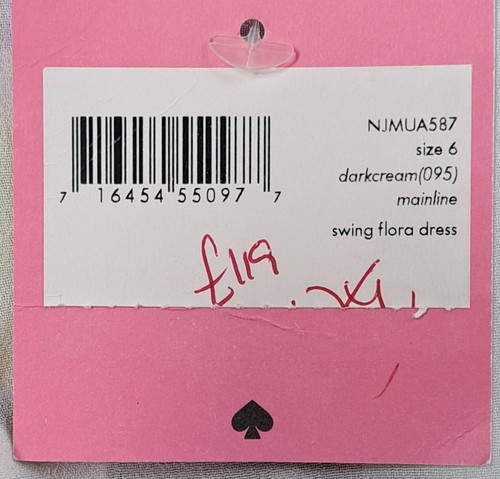 NJMUA587
size 6
darkcream(095)
mainline
swing flora dress
7 16454 55097 7
£119